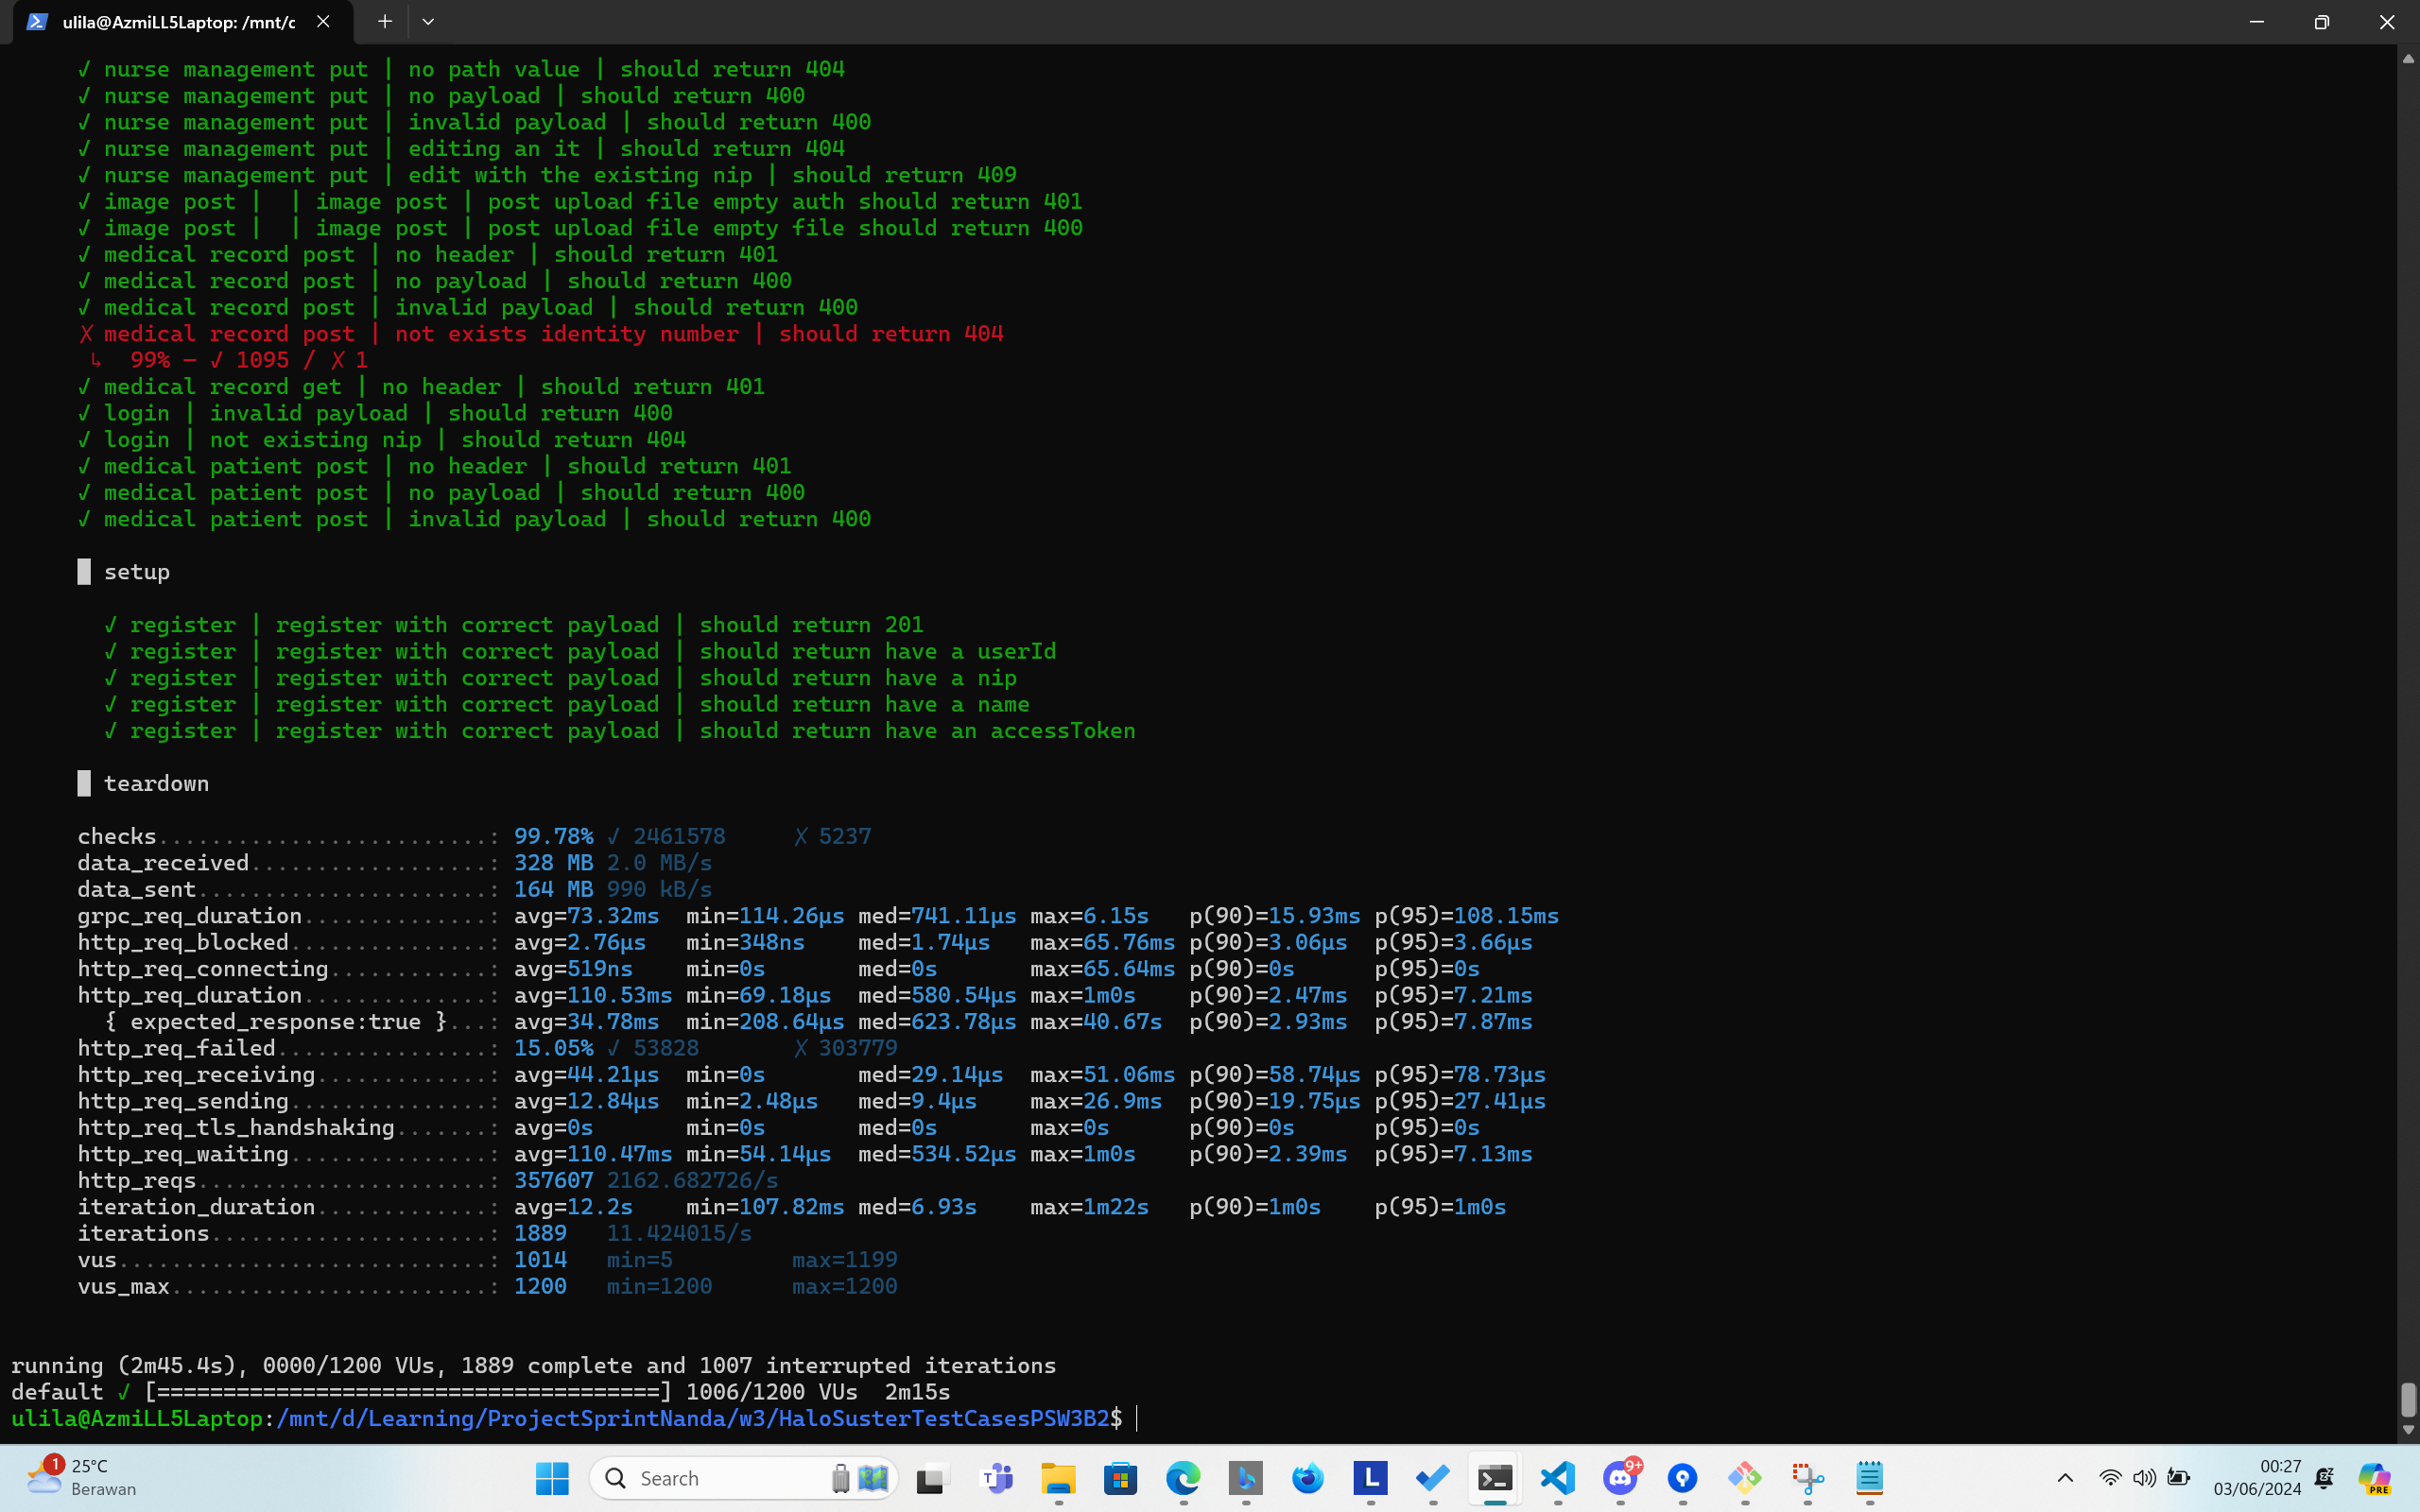 ulila@AzmiLL5Laptop: /mnt/c
✓ nurse management put | no path value | should return 404
✓ nurse management put | no payload | should return 400
✓ nurse management put | invalid payload | should return 400
✓ nurse management put | editing an it | should return 404
✓ nurse management put | edit with the existing nip | should return 409
✓ image post |  | image post | post upload file empty auth should return 401
✓ image post |  | image post | post upload file empty file should return 400
✓ medical record post | no header | should return 401
✓ medical record post | no payload | should return 400
✓ medical record post | invalid payload | should return 400
✗ medical record post | not exists identity number | should return 404
↳  99% — ✓ 1095 / ✗ 1
✓ medical record get | no header | should return 401
✓ login | invalid payload | should return 400
✓ login | not existing nip | should return 404
✓ medical patient post | no header | should return 401
✓ medical patient post | no payload | should return 400
✓ medical patient post | invalid payload | should return 400
█ setup
✓ register | register with correct payload | should return 201
✓ register | register with correct payload | should return have a userId
✓ register | register with correct payload | should return have a nip
✓ register | register with correct payload | should return have a name
✓ register | register with correct payload | should return have an accessToken
█ teardown
checks.........................: 99.78% ✓ 2461578     ✗ 5237
data_received..................: 328 MB 2.0 MB/s
data_sent......................: 164 MB 990 kB/s
grpc_req_duration..............: avg=73.32ms  min=114.26µs med=741.11µs max=6.15s   p(90)=15.93ms p(95)=108.15ms
http_req_blocked...............: avg=2.76µs   min=348ns    med=1.74µs   max=65.76ms p(90)=3.06µs  p(95)=3.66µs
http_req_connecting............: avg=519ns    min=0s       med=0s       max=65.64ms p(90)=0s      p(95)=0s
http_req_duration..............: avg=110.53ms min=69.18µs  med=580.54µs max=1m0s    p(90)=2.47ms  p(95)=7.21ms
{ expected_response:true }...: avg=34.78ms  min=208.64µs med=623.78µs max=40.67s  p(90)=2.93ms  p(95)=7.87ms
http_req_failed................: 15.05% ✓ 53828       ✗ 303779
http_req_receiving.............: avg=44.21µs  min=0s       med=29.14µs  max=51.06ms p(90)=58.74µs p(95)=78.73µs
http_req_sending...............: avg=12.84µs  min=2.48µs   med=9.4µs    max=26.9ms  p(90)=19.75µs p(95)=27.41µs
http_req_tls_handshaking.......: avg=0s       min=0s       med=0s       max=0s      p(90)=0s      p(95)=0s
http_req_waiting...............: avg=110.47ms min=54.14µs  med=534.52µs max=1m0s    p(90)=2.39ms  p(95)=7.13ms
http_reqs......................: 357607 2162.682726/s
iteration_duration.............: avg=12.2s    min=107.82ms med=6.93s    max=1m22s   p(90)=1m0s    p(95)=1m0s
iterations.....................: 1889   11.424015/s
vus............................: 1014   min=5         max=1199
vus_max........................: 1200   min=1200      max=1200
running (2m45.4s), 0000/1200 VUs, 1889 complete and 1007 interrupted iterations
default ✓ [======================================] 1006/1200 VUs  2m15s
ulila@AzmiLL5Laptop:/mnt/d/Learning/ProjectSprintNanda/w3/HaloSusterTestCasesPSW3B2$
1
25°C
Berawan
Search
T
L
9+
00:27
03/06/2024
PRE